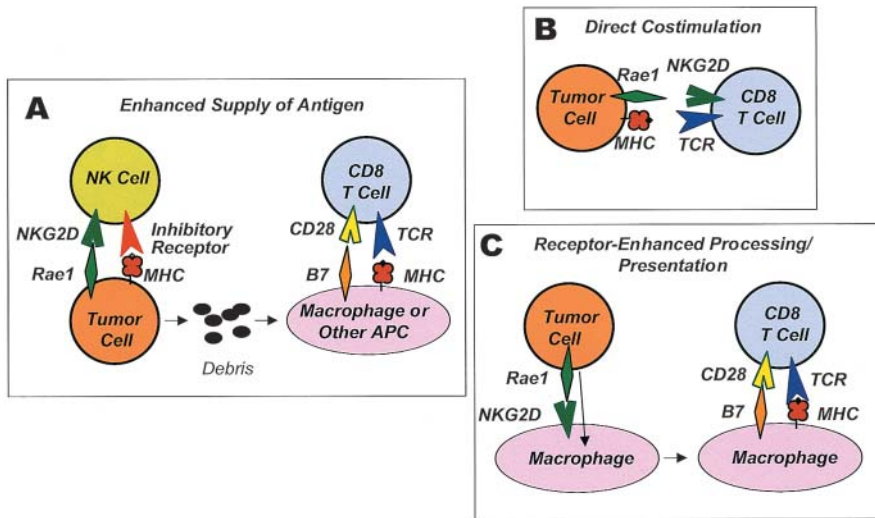 A
Enhanced Supply of Antigen
NK Cell
CD8
T Cell
NKG2D
Inhibitory
Receptor
CD28
TCR
Rae1
MHC
B7
MHC
Tumor
Cell
Macrophage or
Other APC
Debris
B
Direct Costimulation
Rae1
NKG2D
Tumor
Cell
CD8
T Cell
MHC
TCR
C
Receptor-Enhanced Processing/
Presentation
Tumor
Cell
CD8
T Cell
Rae1
CD28
TCR
NKG2D
B7
MHC
Macrophage
Macrophage